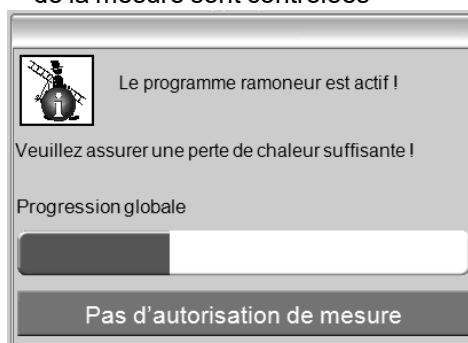 de la mesure sont contrôlées
Le programme ramoneur est actif !
Veuillez assurer une perte de chaleur suffisante !
Progression globale
Pas d'autorisation de mesure